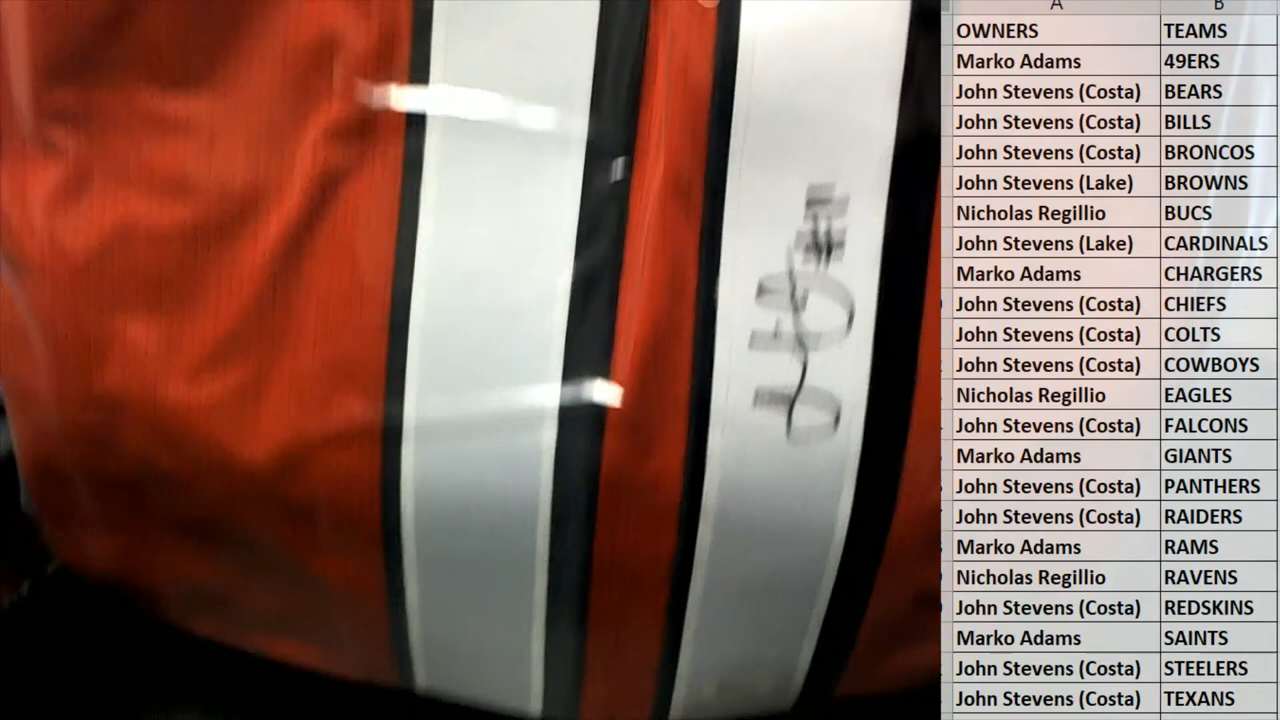 A B
OWNERS TEAMS
Marko Adams 49ERS
John Stevens (Costa) BEARS
John Stevens (Costa) BILLS
John Stevens (Costa) BRONCOS
John Stevens (Lake) BROWNS
Nicholas Regillio BUCS
John Stevens (Lake) CARDINALS
Marko Adams CHARGERS
John Stevens (Costa) CHIEFS
John Stevens (Costa) COLTS
John Stevens (Costa) COWBOYS
Nicholas Regillio EAGLES
John Stevens (Costa) FALCONS
Marko Adams GIANTS
John Stevens (Costa) PANTHERS
John Stevens (Costa) RAIDERS
Marko Adams RAMS
Nicholas Regillio RAVENS
John Stevens (Costa) REDSKINS
Marko Adams SAINTS
John Stevens (Costa) STEELERS
John Stevens (Costa) TEXANS